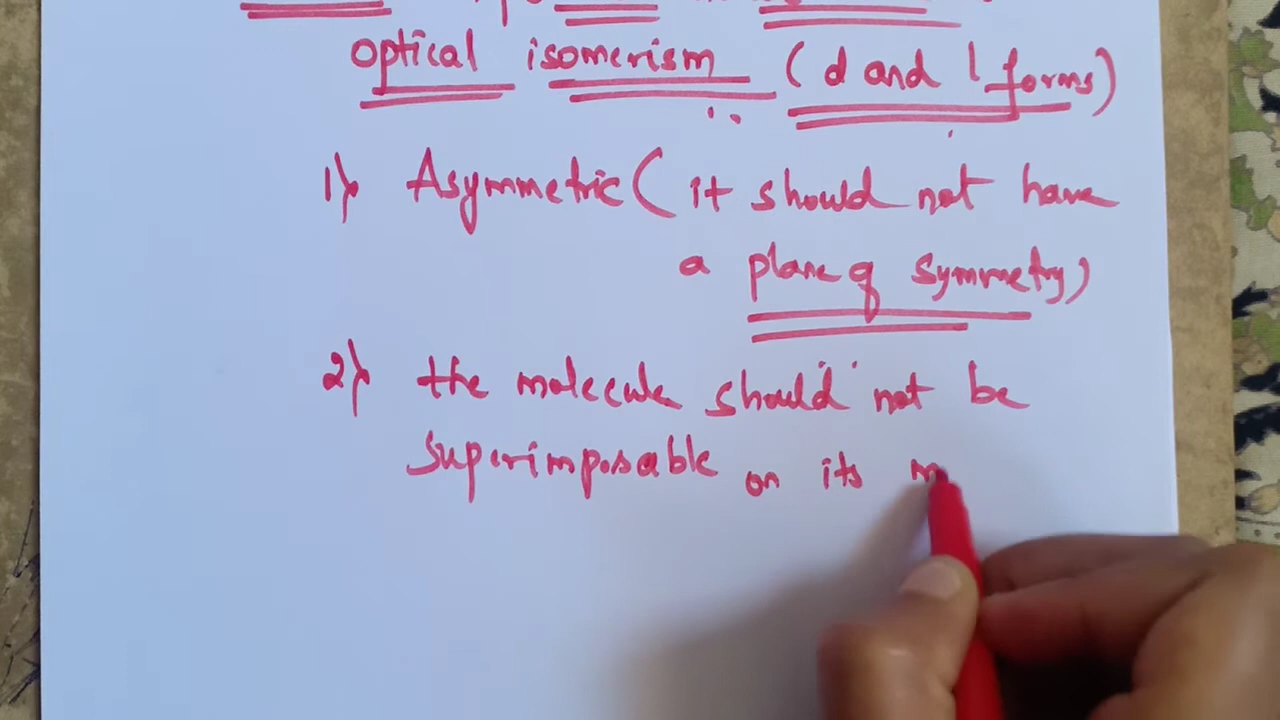 optical isomerism (d and l forms)
1) Asymmetric (it should not have
a plane of symmetry)
2) the molecule should not be
superimposable on its m